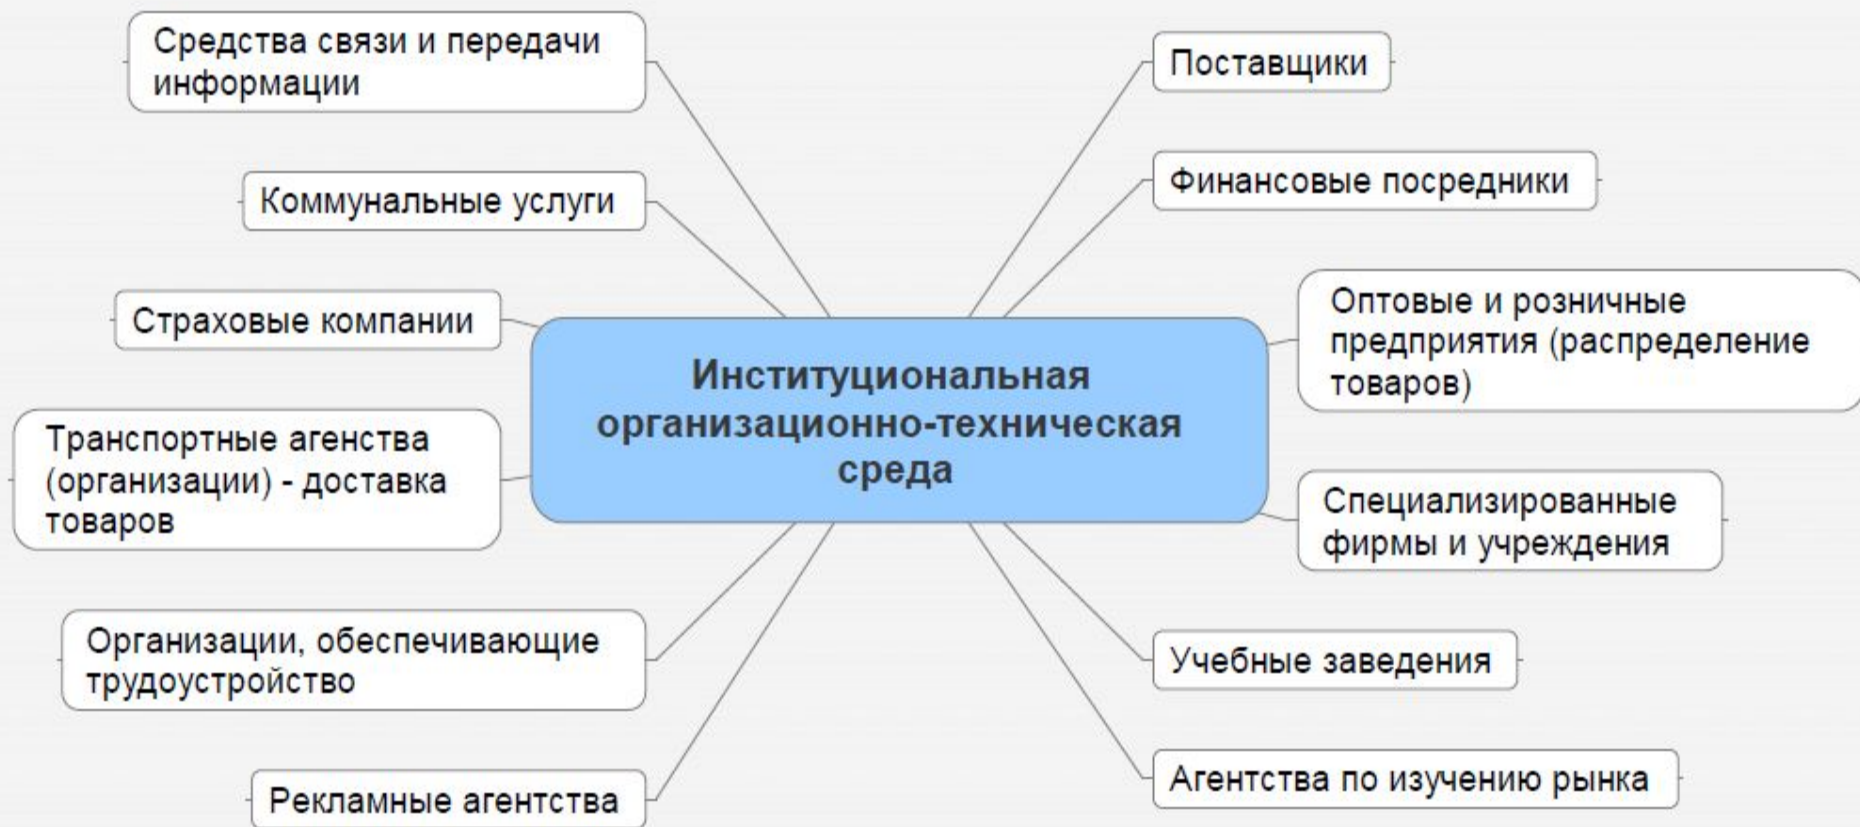 Средства связи и передачи
информации
Коммунальные услуги
Страховые компании
Транспортные агенства
(организации) - доставка
товаров
Организации, обеспечивающие
трудоустройство
Рекламные агентства
Институциональная
организационно-техническая
среда
Поставщики
Финансовые посредники
Оптовые и розничные
предприятия (распределение
товаров)
Специализированные
фирмы и учреждения
Учебные заведения
Агентства по изучению рынка